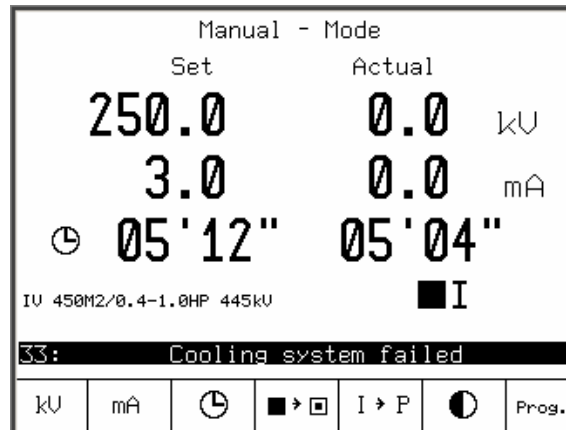 Manual - Mode
Set Actual
250.0 0.0 kV
3.0 0.0 mA
05'12" 05'04"
IV 450M2/0.4-1.0HP 445kV
I
33: Cooling system failed
kV mA I → P Prog.